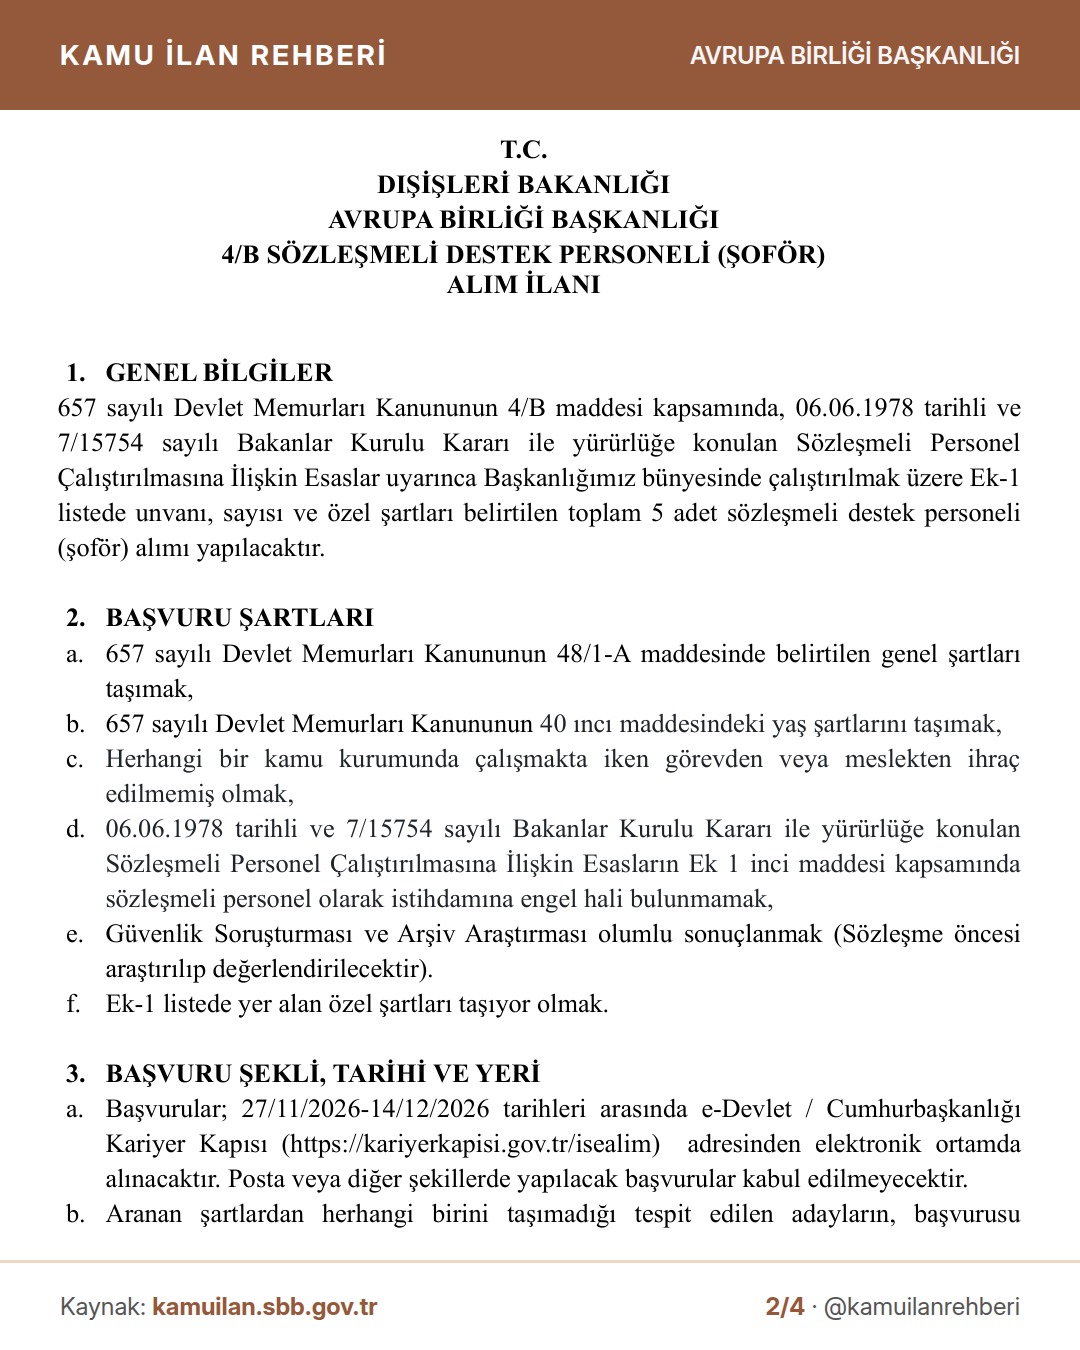 KAMU İLAN REHBERİ
AVRUPA BİRLİĞİ BAŞKANLIĞI
T.C.
DIŞİŞLERİ BAKANLIĞI
AVRUPA BİRLİĞİ BAŞKANLIĞI
4/B SÖZLEŞMELİ DESTEK PERSONELİ (ŞOFÖR)
ALIM İLANI
1. GENEL BİLGİLER
657 sayılı Devlet Memurları Kanununun 4/B maddesi kapsamında, 06.06.1978 tarihli ve
7/15754 sayılı Bakanlar Kurulu Kararı ile yürürlüğe konulan Sözleşmeli Personel
Çalıştırılmasına İlişkin Esaslar uyarınca Başkanlığımız bünyesinde çalıştırılmak üzere Ek-1
listede unvanı, sayısı ve özel şartları belirtilen toplam 5 adet sözleşmeli destek personeli
(şoför) alımı yapılacaktır.
2. BAŞVURU ŞARTLARI
a. 657 sayılı Devlet Memurları Kanununun 48/1-A maddesinde belirtilen genel şartları
taşımak,
b. 657 sayılı Devlet Memurları Kanununun 40 ıncı maddesindeki yaş şartlarını taşımak,
c. Herhangi bir kamu kurumunda çalışmakta iken görevden veya meslekten ihraç
edilmemiş olmak,
d. 06.06.1978 tarihli ve 7/15754 sayılı Bakanlar Kurulu Kararı ile yürürlüğe konulan
Sözleşmeli Personel Çalıştırılmasına İlişkin Esasların Ek 1 inci maddesi kapsamında
sözleşmeli personel olarak istihdamına engel hali bulunmamak,
e. Güvenlik Soruşturması ve Arşiv Araştırması olumlu sonuçlanmak (Sözleşme öncesi
araştırılıp değerlendirilecektir).
f. Ek-1 listede yer alan özel şartları taşıyor olmak.
3. BAŞVURU ŞEKLİ, TARİHİ VE YERİ
a. Başvurular; 27/11/2026-14/12/2026 tarihleri arasında e-Devlet / Cumhurbaşkanlığı
Kariyer Kapısı (https://kariyerkapisi.gov.tr/isealim) adresinden elektronik ortamda
alınacaktır. Posta veya diğer şekillerde yapılacak başvurular kabul edilmeyecektir.
b. Aranan şartlardan herhangi birini taşımadığı tespit edilen adayların, başvurusu
Kaynak: kamuilan.sbb.gov.tr
2/4 · @kamuilanrehberi